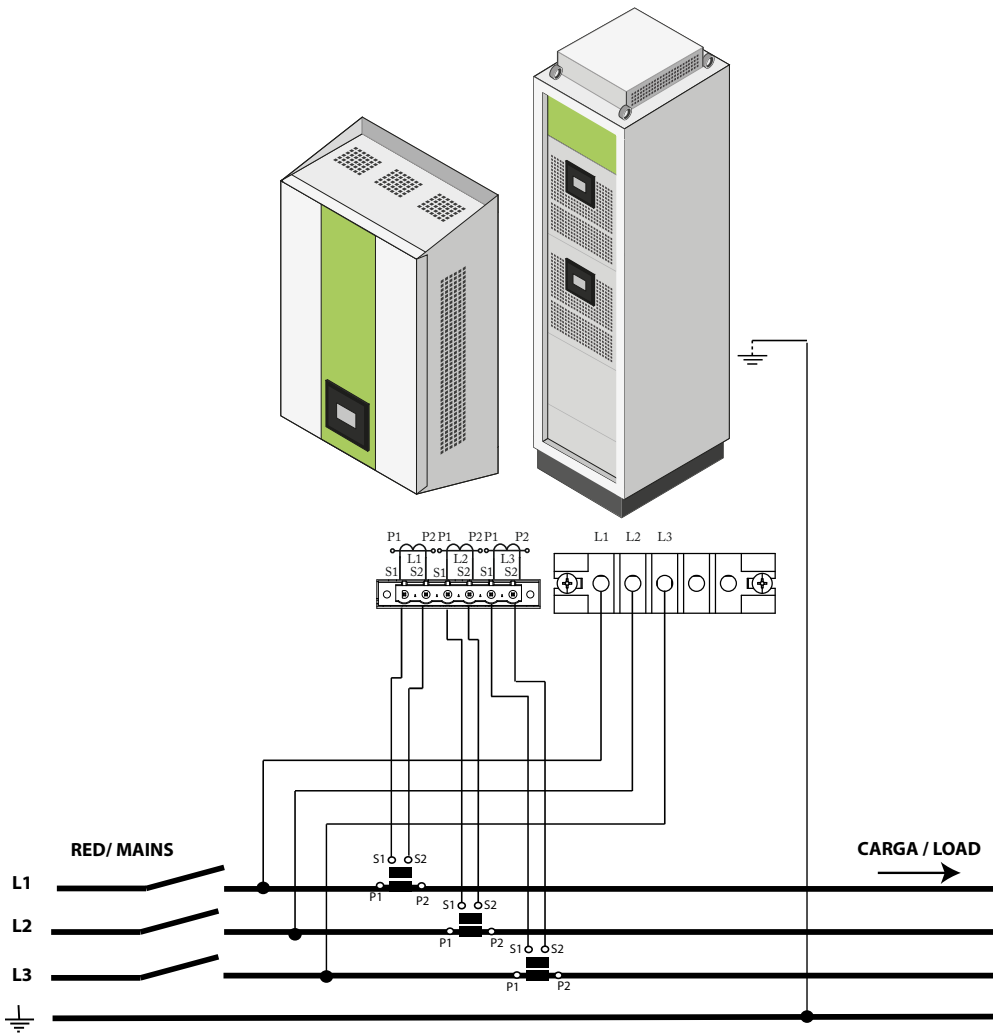 P1 P2 P1 P2 P1 P2
L1 L2 L3
S1 S2 S1 S2 S1 S2
L1 L2 L3
RED/ MAINS
CARGA / LOAD
L1
S1 S2
P1 P2
L2
S1 S2
P1 P2
L3
S1 S2
P1 P2